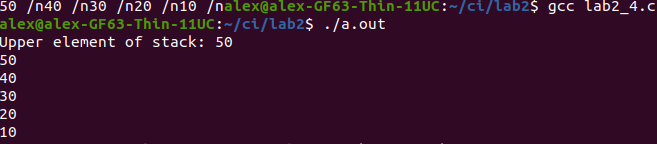 50 /n40 /n30 /n20 /n10 /nalex@alex-GF63-Thin-11UC:~/ci/lab2$ gcc lab2_4.c
alex@alex-GF63-Thin-11UC:~/ci/lab2$ ./a.out
Upper element of stack: 50
50
40
30
20
10